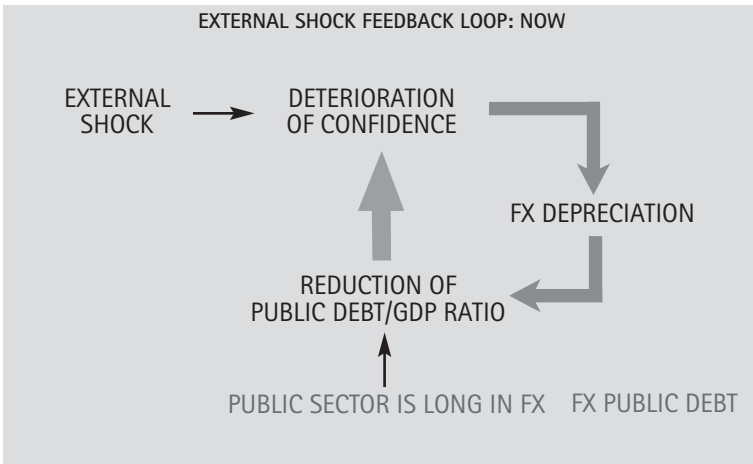 EXTERNAL SHOCK FEEDBACK LOOP: NOW
EXTERNAL
SHOCK
DETERIORATION
OF CONFIDENCE
FX DEPRECIATION
REDUCTION OF
PUBLIC DEBT/GDP RATIO
PUBLIC SECTOR IS LONG IN FX
FX PUBLIC DEBT